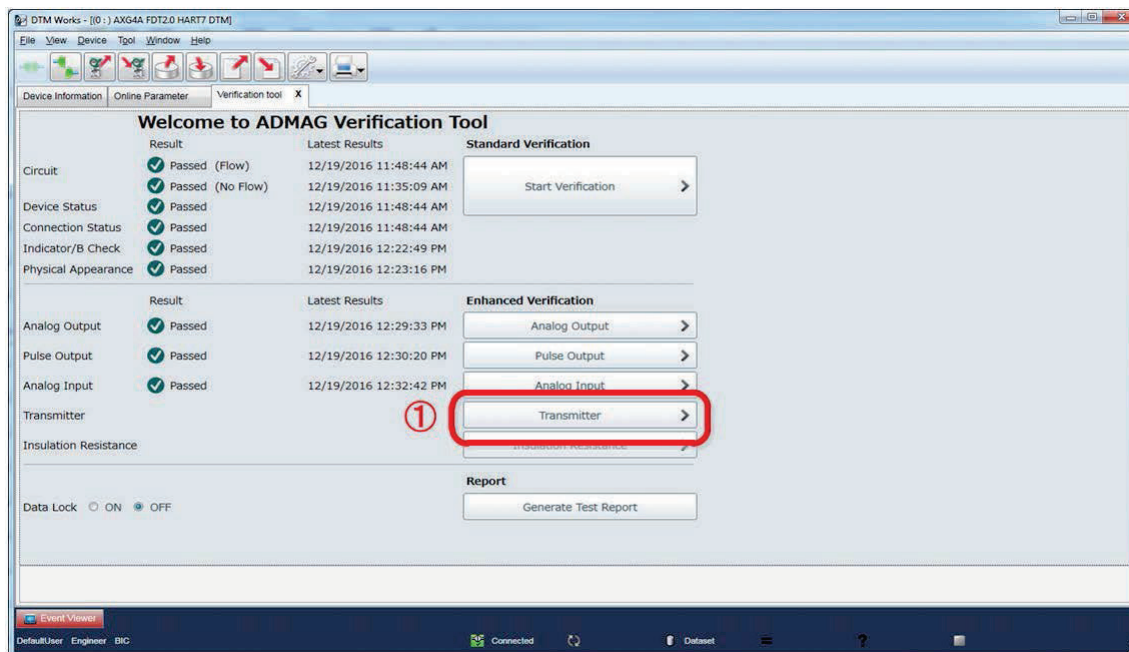 DTM Works - [(0 : ) AXG4A FDT2.0 HART7 DTM]
File View Device Tool Window Help
Device Information Online Parameter Verification tool X
Welcome to ADMAG Verification Tool
Result Latest Results Standard Verification
Circuit
Passed (Flow) 12/19/2016 11:48:44 AM
Start Verification
Passed (No Flow) 12/19/2016 11:35:09 AM
Device Status Passed 12/19/2016 11:48:44 AM
Connection Status Passed 12/19/2016 11:48:44 AM
Indicator/B Check Passed 12/19/2016 12:22:49 PM
Physical Appearance Passed 12/19/2016 12:23:16 PM
Result Latest Results Enhanced Verification
Analog Output Passed 12/19/2016 12:29:33 PM Analog Output
Pulse Output Passed 12/19/2016 12:30:20 PM Pulse Output
Analog Input Passed 12/19/2016 12:32:42 PM Analog Input
Transmitter ① Transmitter
Insulation Resistance Insulation Resistance
Report
Data Lock ON OFF Generate Test Report
Event Viewer
DefaultUser Engineer BIC Connected Dataset ?